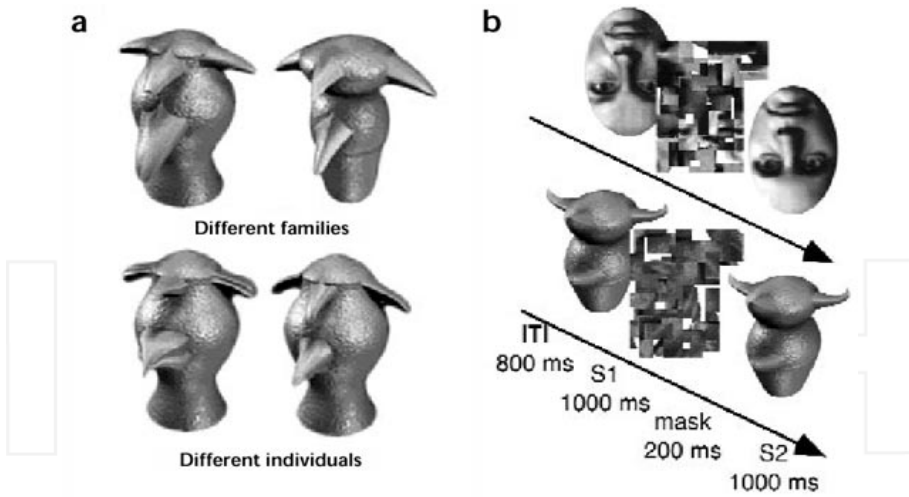 a
Different families
Different individuals
b
ITI
800 ms
S1
1000 ms
mask
200 ms
S2
1000 ms